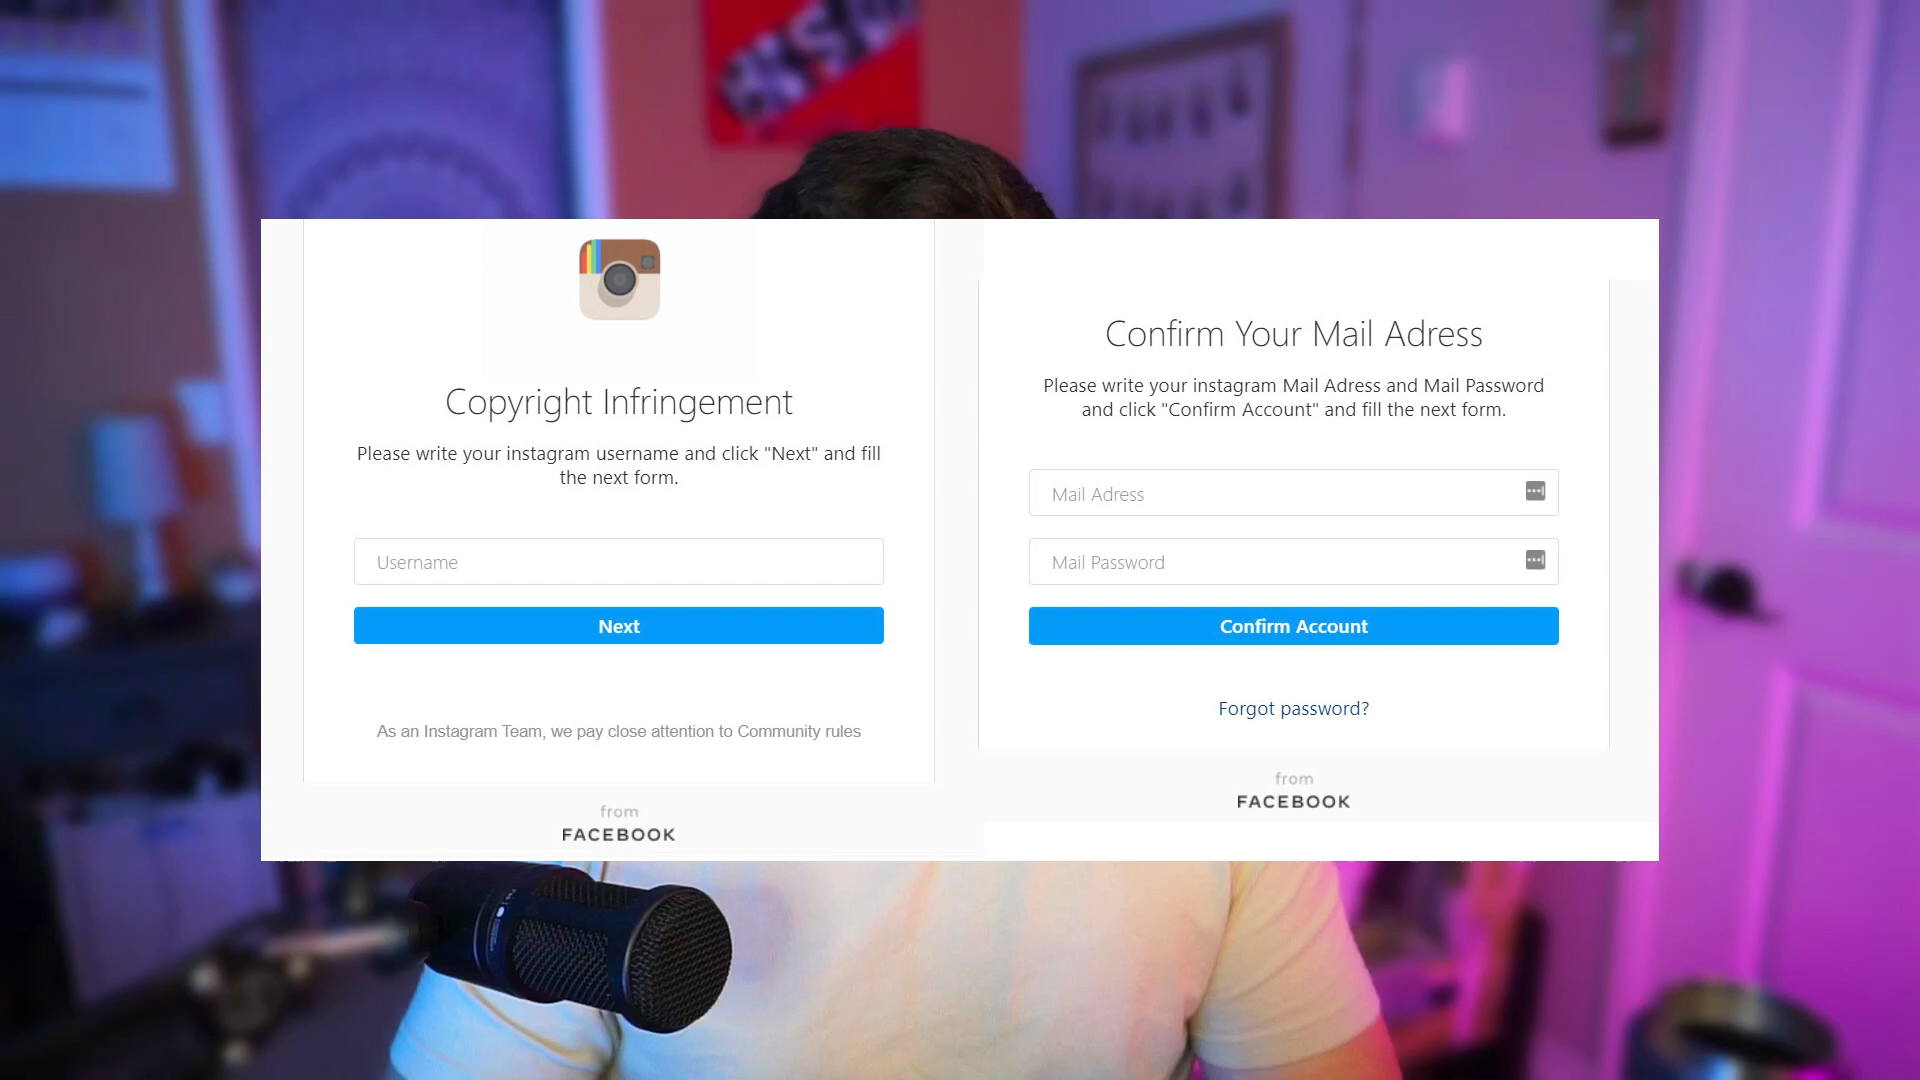 Copyright Infringement
Please write your instagram username and click "Next" and fill
the next form.
Username
Next
As an Instagram Team, we pay close attention to Community rules
from
FACEBOOK
Confirm Your Mail Adress
Please write your instagram Mail Adress and Mail Password
and click "Confirm Account" and fill the next form.
Mail Adress
Mail Password
Confirm Account
Forgot password?
from
FACEBOOK